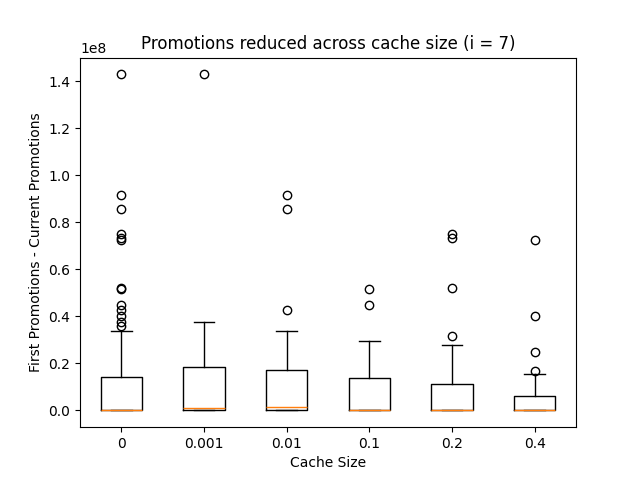 Promotions reduced across cache size (i = 7)
1e8
1.4
1.2
1.0
0.8
0.6
0.4
0.2
0.0
First Promotions - Current Promotions
0 0.001 0.01 0.1 0.2 0.4
Cache Size